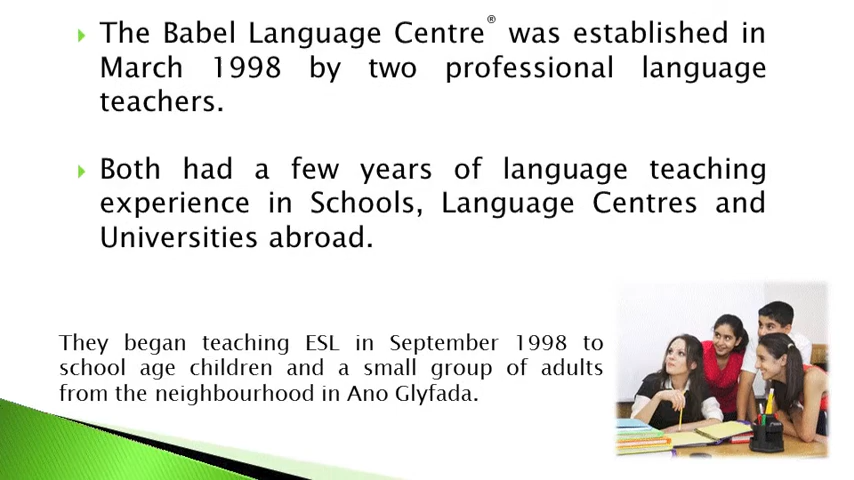 The Babel Language Centre® was established in
March 1998 by two professional language
teachers.
Both had a few years of language teaching
experience in Schools, Language Centres and
Universities abroad.
They began teaching ESL in September 1998 to
school age children and a small group of adults
from the neighbourhood in Ano Glyfada.